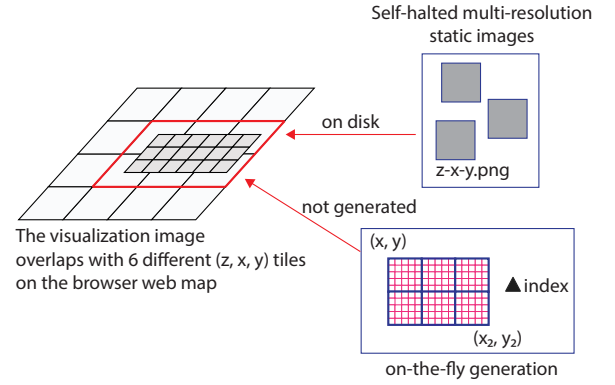 Self-halted multi-resolution
static images
on disk
z-x-y.png
not generated
The visualization image
overlaps with 6 different (z, x, y) tiles
on the browser web map
(x, y)
index
(x₂, y₂)
on-the-fly generation